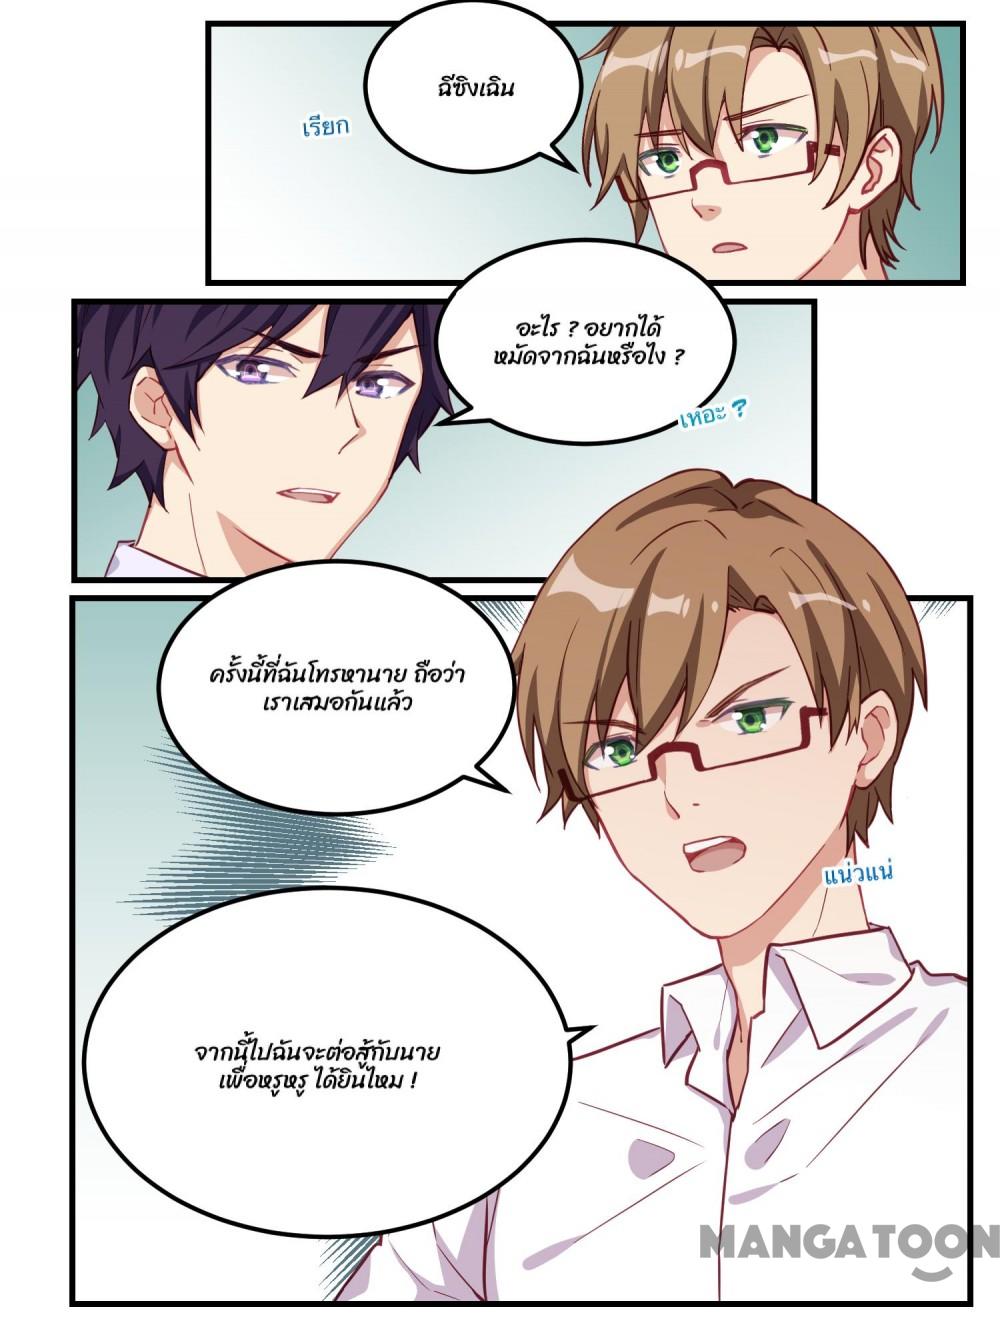 ฉีซิงเฉิน
เรียก
อะไร ? อยากได้
หมัดจากฉันหรือไง ?
เหอะ ?
ครั้งนี้ที่ฉันโทรหานาย ถือว่า
เราเสมอกันแล้ว
แน่วแน่
จากนี้ไปฉันจะต่อสู้กับนาย
เพื่อหรูหรู ได้ยินไหม !
MANGATOON